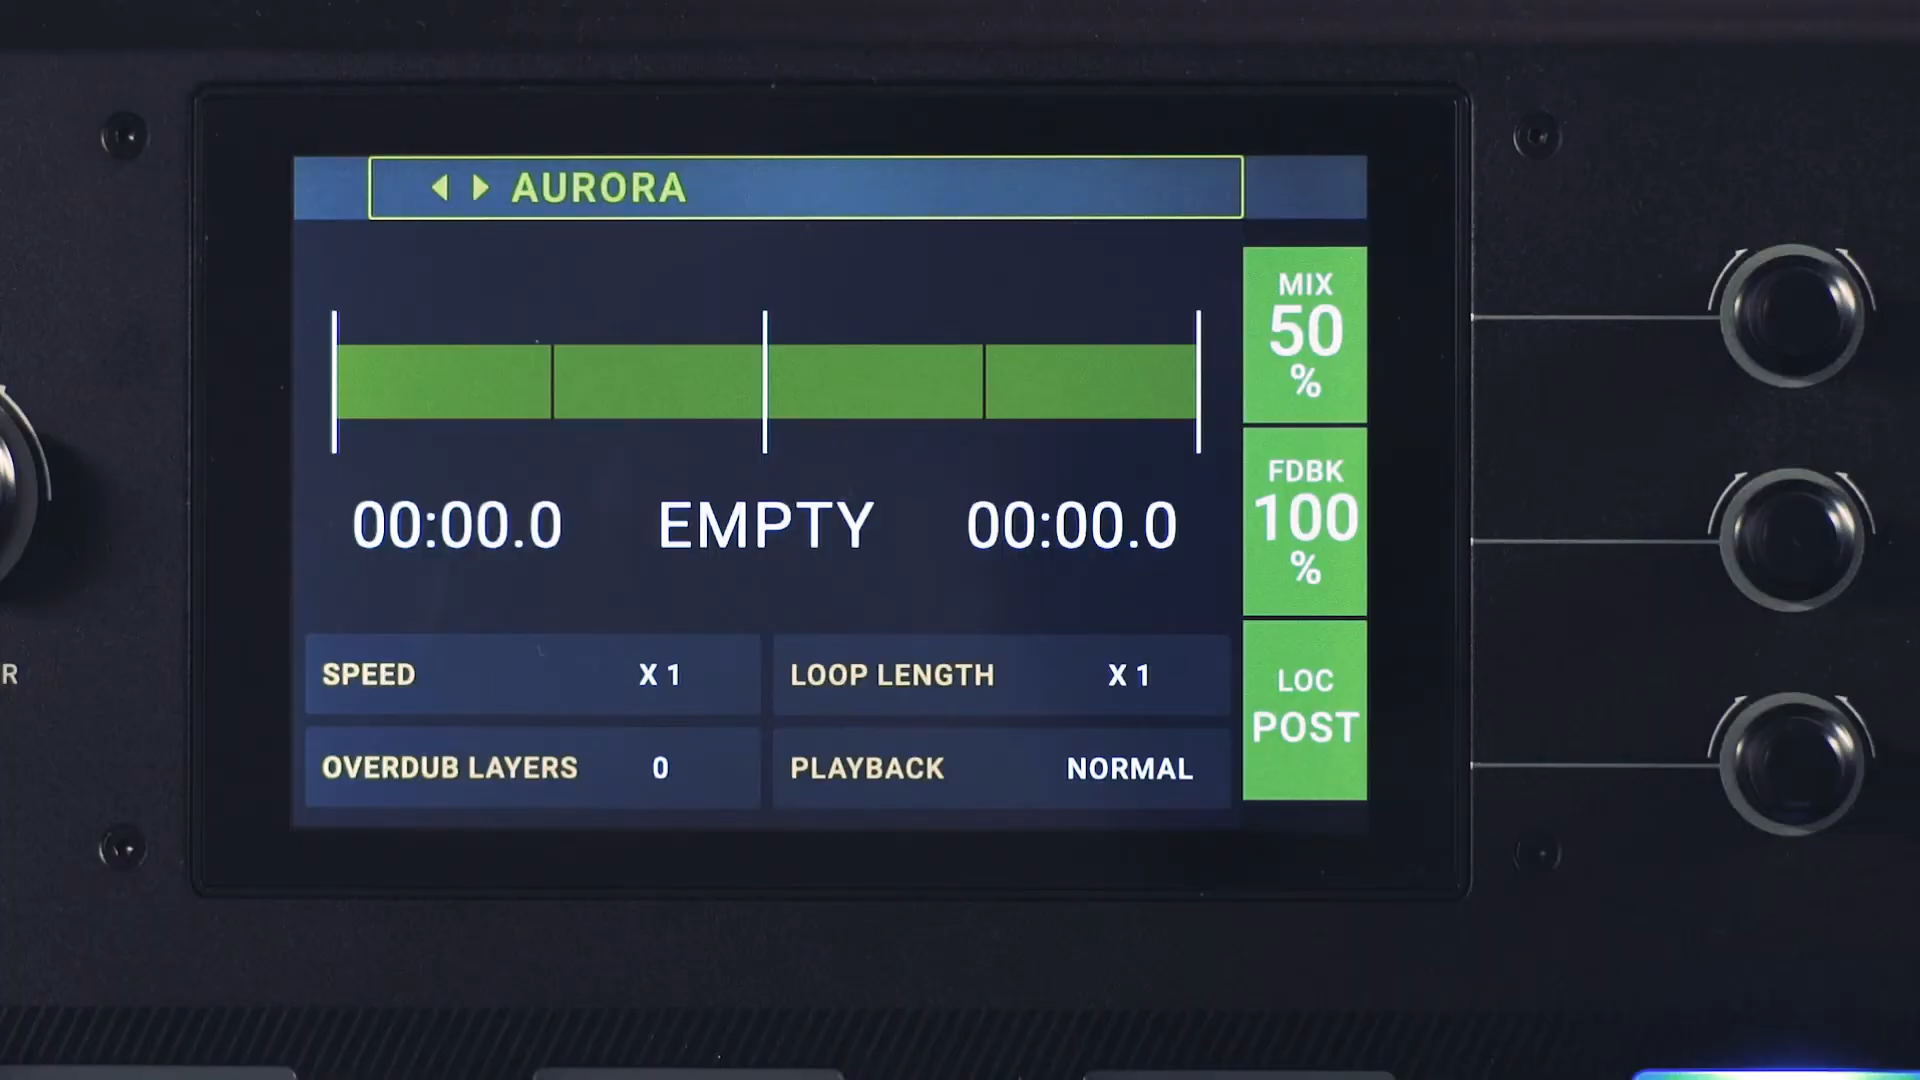 AURORA
MIX
50
%
FDBK
100
%
00:00.0 EMPTY 00:00.0
LOC
POST
SPEED X 1 LOOP LENGTH X 1
OVERDUB LAYERS 0 PLAYBACK NORMAL
R